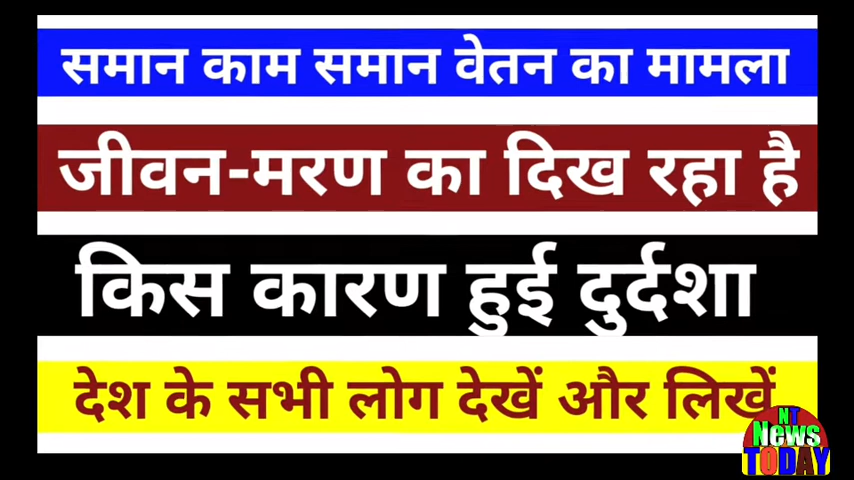 समान काम समान वेतन का मामला
जीवन-मरण का दिख रहा है
किस कारण हुई दुर्दशा
देश के सभी लोग देखें और लिखें
NT
News
TODAY